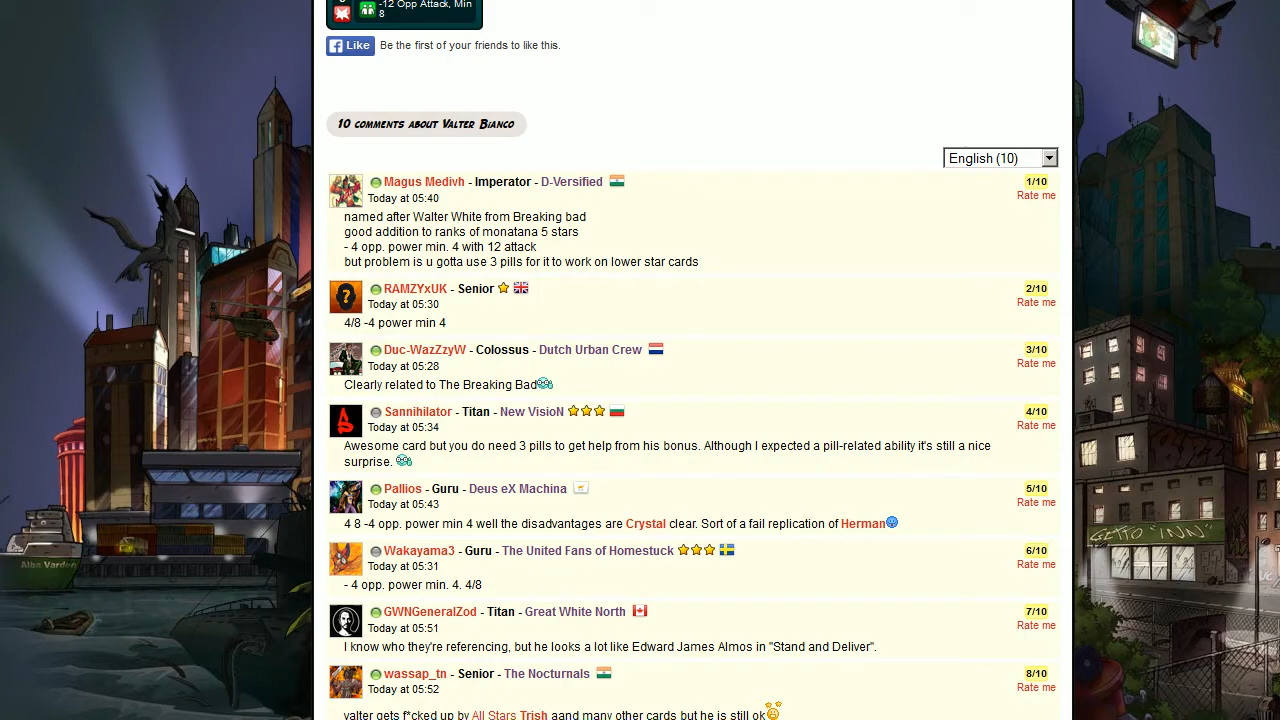 -12 Opp Attack, Min
8
Like Be the first of your friends to like this.
10 comments about Valter Bianco
English (10)
Magus Medivh - Imperator - D-Versified 1/10
Today at 05:40 Rate me
named after Walter White from Breaking bad
good addition to ranks of monatana 5 stars
- 4 opp. power min. 4 with 12 attack
but problem is u gotta use 3 pills for it to work on lower star cards
RAMZYxUK - Senior 2/10
Today at 05:30 Rate me
4/8 -4 power min 4
Duc-WazZzyW - Colossus - Dutch Urban Crew 3/10
Today at 05:28 Rate me
Clearly related to The Breaking Bad
Sannihilator - Titan - New VisioN 4/10
Today at 05:34 Rate me
Awesome card but you do need 3 pills to get help from his bonus. Although I expected a pill-related ability it's still a nice
surprise.
Pallios - Guru - Deus eX Machina 5/10
Today at 05:43 Rate me
4 8 -4 opp. power min 4 well the disadvantages are Crystal clear. Sort of a fail replication of Herman
Wakayama3 - Guru - The United Fans of Homestuck 6/10
Today at 05:31 Rate me
- 4 opp. power min. 4. 4/8
GWNGeneralZod - Titan - Great White North 7/10
Today at 05:51 Rate me
I know who they're referencing, but he looks a lot like Edward James Almos in "Stand and Deliver".
wassap_tn - Senior - The Nocturnals 8/10
Today at 05:52 Rate me
valter gets f*cked up by All Stars Trish aand many other cards but he is still ok
Alba Varden
GHETTO "INN"